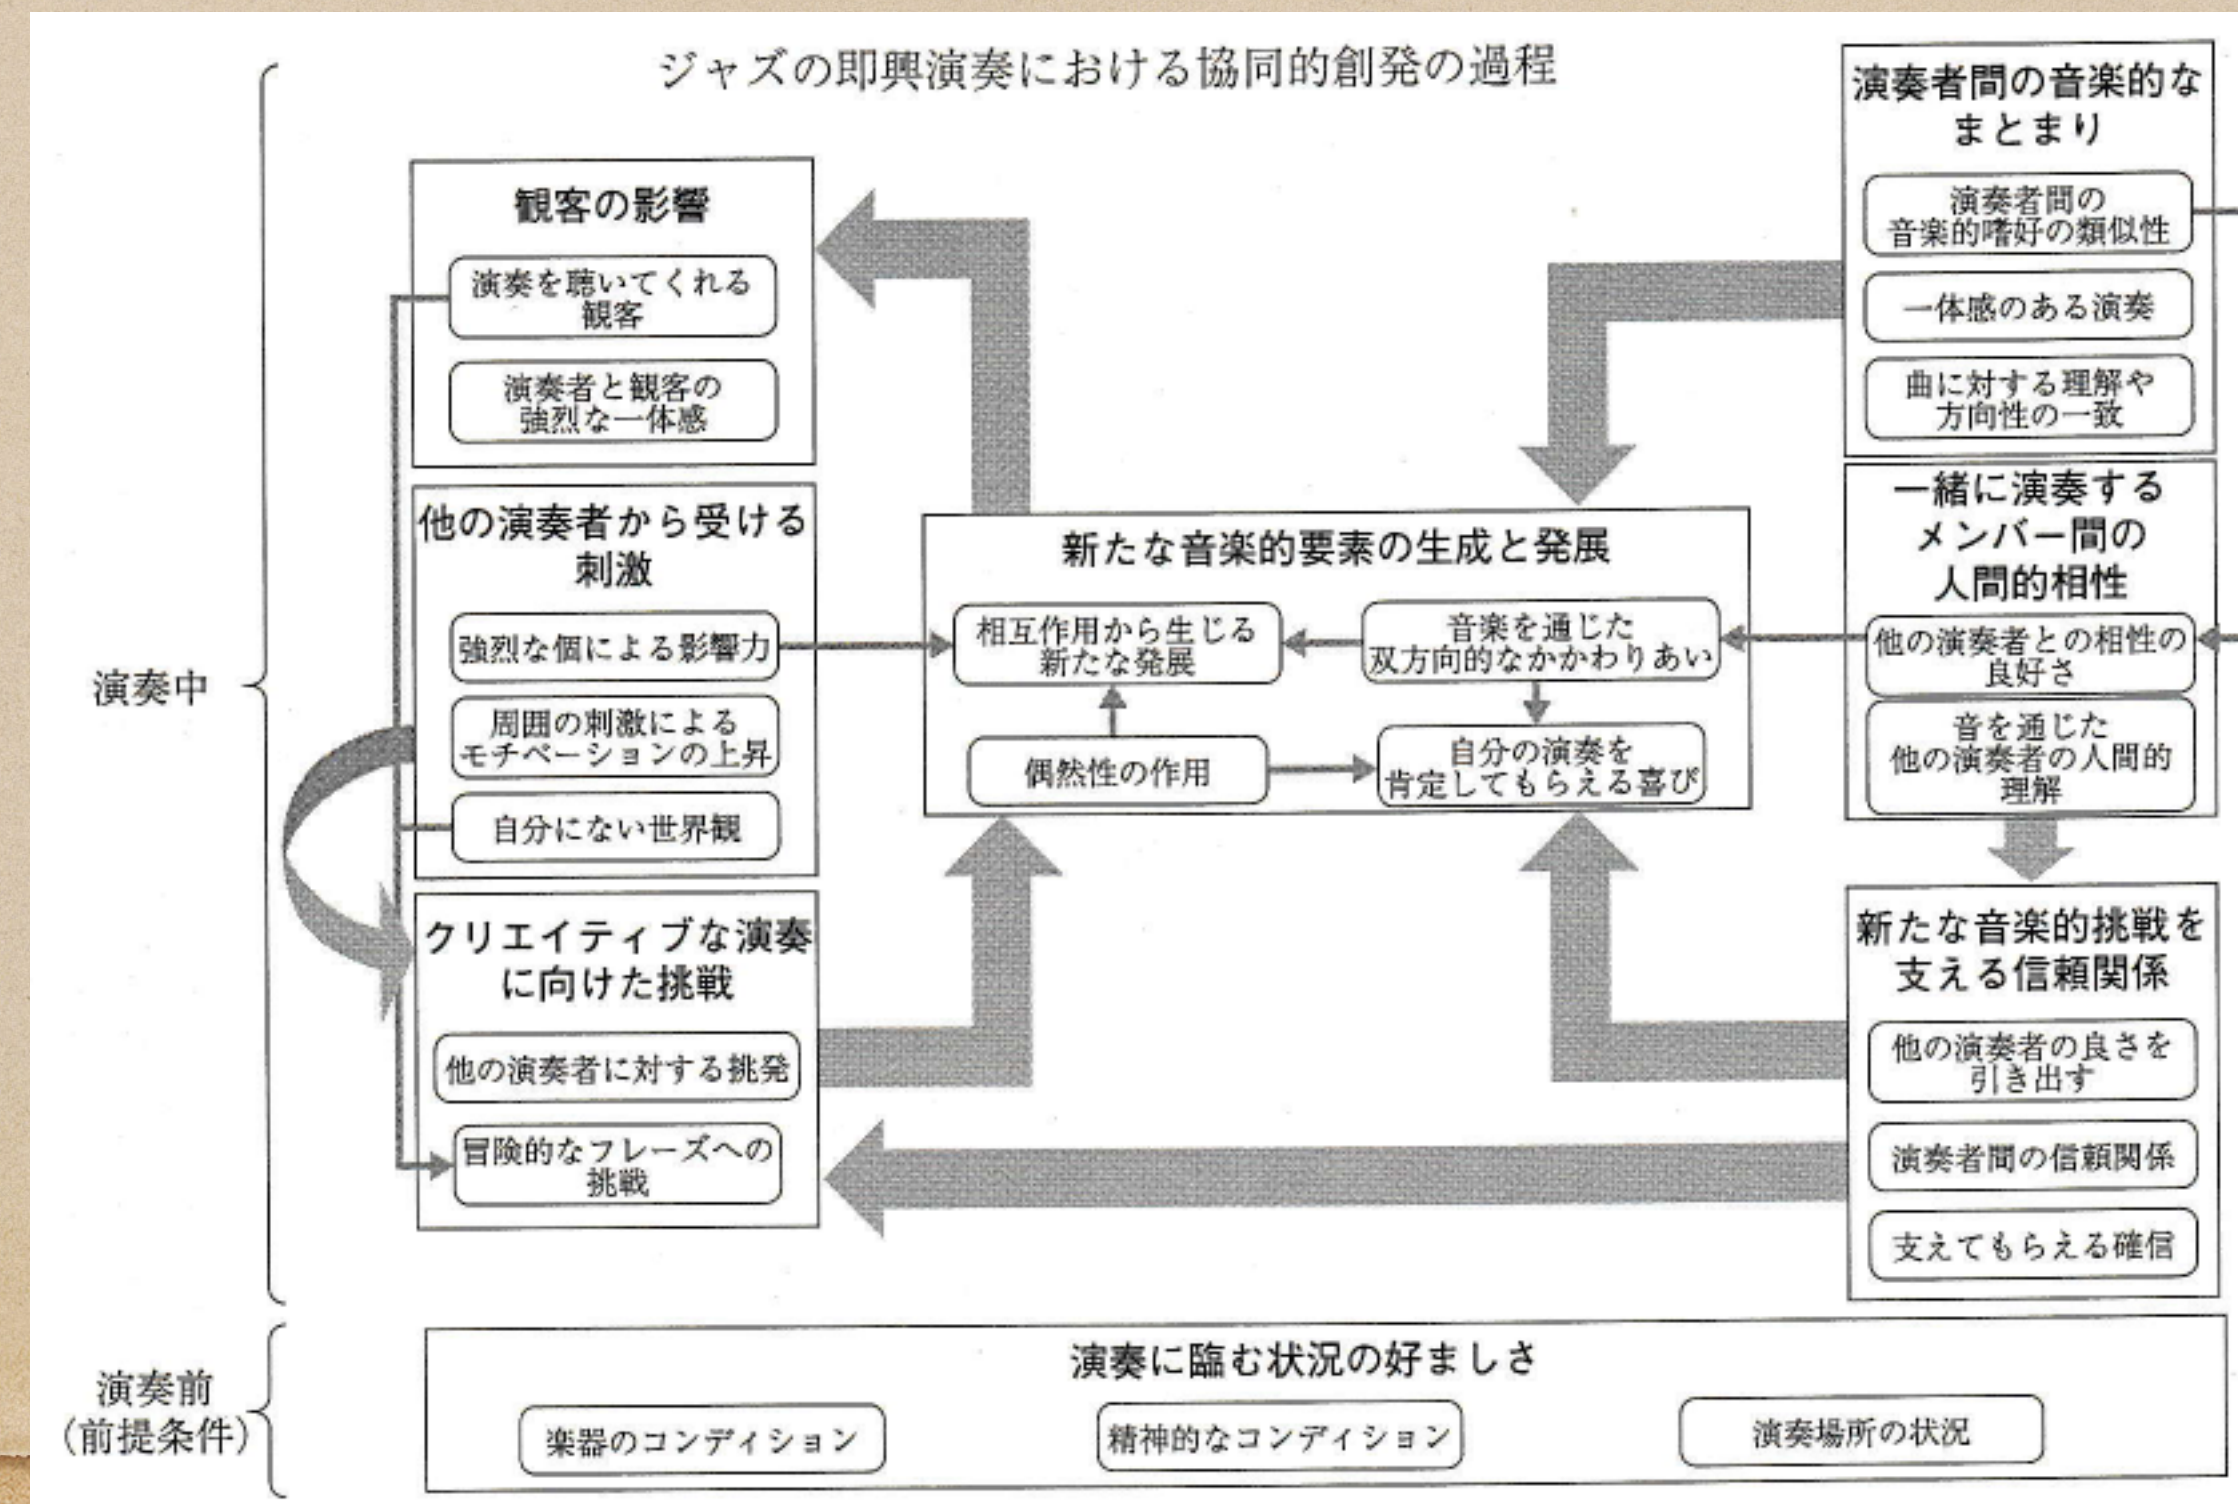 ジャズの即興演奏における協同的創発の過程
演奏中
観客の影響
演奏を聴いてくれる
観客
演奏者と観客の
強烈な一体感
他の演奏者から受ける
刺激
強烈な個による影響力
周囲の刺激による
モチベーションの上昇
自分にない世界観
クリエイティブな演奏
に向けた挑戦
他の演奏者に対する挑発
冒険的なフレーズへの
挑戦
新たな音楽的要素の生成と発展
相互作用から生じる
新たな発展
音楽を通じた
双方向的なかかわりあい
偶然性の作用
自分の演奏を
肯定してもらえる喜び
演奏者間の音楽的な
まとまり
演奏者間の
音楽的嗜好の類似性
一体感のある演奏
曲に対する理解や
方向性の一致
一緒に演奏する
メンバー間の
人間的相性
他の演奏者との相性の
良好さ
音を通じた
他の演奏者の人間的
理解
新たな音楽的挑戦を
支える信頼関係
他の演奏者の良さを
引き出す
演奏者間の信頼関係
支えてもらえる確信
演奏前
(前提条件)
演奏に臨む状況の好ましさ
楽器のコンディション
精神的なコンディション
演奏場所の状況